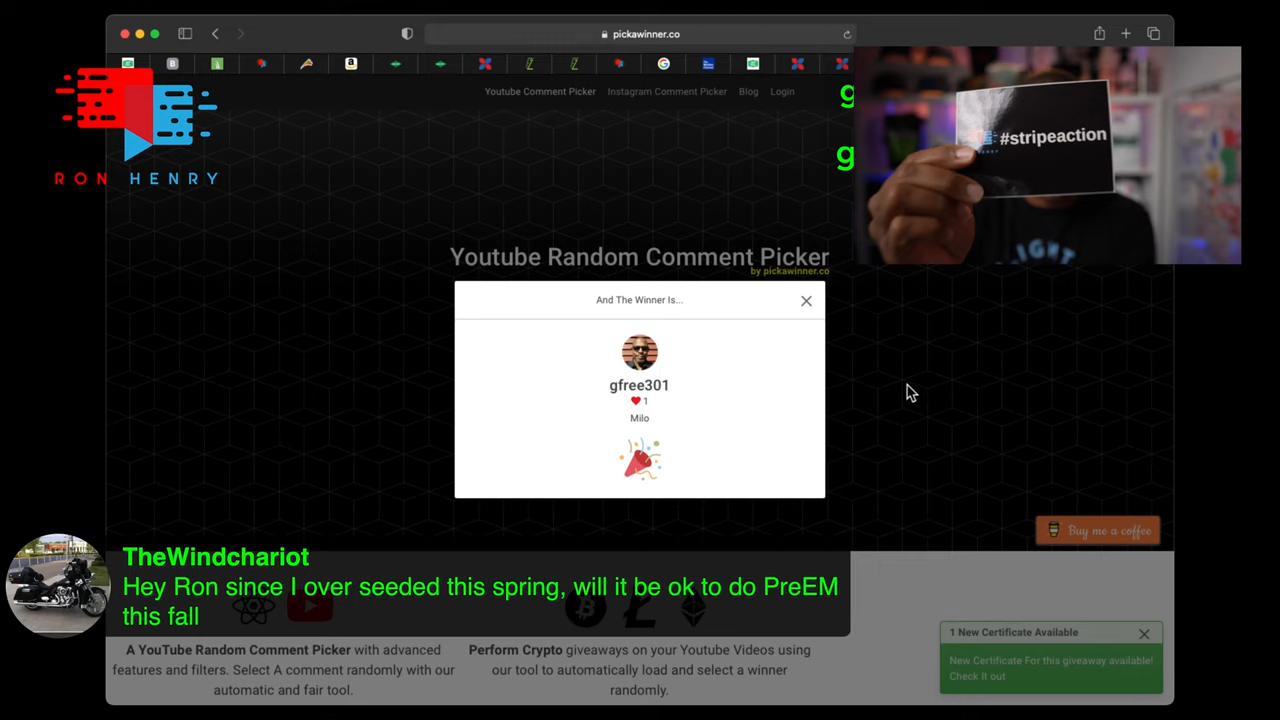 pickawinner.co
Youtube Comment Picker
Instagram Comment Picker
Blog
Login
RON HENRY
g
g
#stripeaction
LIGHT
Youtube Random Comment Picker
by pickawinner.co
And The Winner Is...
gfree301
1
Milo
Buy me a coffee
TheWindchariot
Hey Ron since I over seeded this spring, will it be ok to do PreEM
this fall
A YouTube Random Comment Picker with advanced
features and filters. Select A comment randomly with our
automatic and fair tool.
Perform Crypto giveaways on your Youtube Videos using
our tool to automatically load and select a winner
randomly.
1 New Certificate Available
New Certificate For this giveaway available!
Check It out